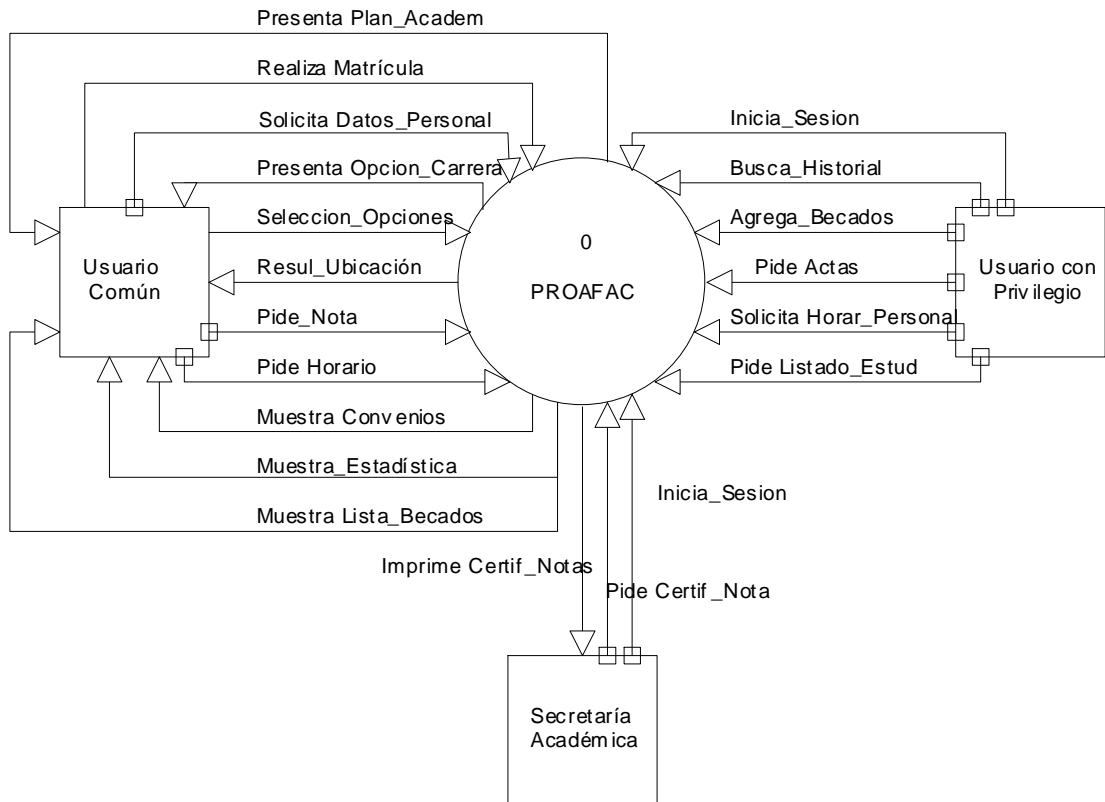 Presenta Plan_Academ
Realiza Matrícula
Solicita Datos_Personal
Inicia_Sesion
Presenta Opcion_Carrera
Busca_Historial
Seleccion_Opciones
Agrega_Becados
0
PROAFAC
Usuario
Común
Resul_Ubicación
Pide Actas
Usuario con
Privilegio
Pide_Nota
Solicita Horar_Personal
Pide Horario
Pide Listado_Estud
Muestra Convenios
Muestra_Estadística
Inicia_Sesion
Muestra Lista_Becados
Imprime Certif_Notas
Pide Certif_Nota
Secretaría
Académica